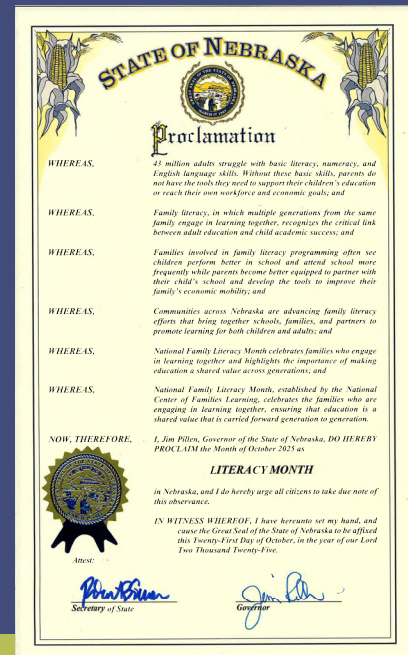 STATE OF NEBRASKA
Proclamation
WHEREAS, 43 million adults struggle with basic literacy, numeracy, and
English language skills. Without these basic skills, parents do
not have the tools they need to support their children's education
or reach their own workforce and economic goals; and
WHEREAS, Family literacy, in which multiple generations from the same
family engage in learning together, recognizes the critical link
between adult education and child academic success; and
WHEREAS, Families involved in family literacy programming often see
children perform better in school and attend school more
frequently while parents become better equipped to partner with
their child's school and develop the tools to improve their
family's economic mobility; and
WHEREAS, Communities across Nebraska are advancing family literacy
efforts that bring together schools, families, and partners to
promote learning for both children and adults; and
WHEREAS, National Family Literacy Month celebrates families who engage
in learning together and highlights the importance of making
education a shared value across generations; and
WHEREAS, National Family Literacy Month, established by the National
Center of Families Learning, celebrates the families who are
engaging in learning together, ensuring that education is a
shared value that is carried forward generation to generation.
NOW, THEREFORE, I, Jim Pillen, Governor of the State of Nebraska, DO HEREBY
PROCLAIM the Month of October 2025 as
LITERACY MONTH
in Nebraska, and I do hereby urge all citizens to take due note of
this observance.
IN WITNESS WHEREOF, I have hereunto set my hand, and
cause the Great Seal of the State of Nebraska to be affixed
this Twenty-First Day of October, in the year of our Lord
Two Thousand Twenty-Five.
Attest:
Secretary of State
Governor